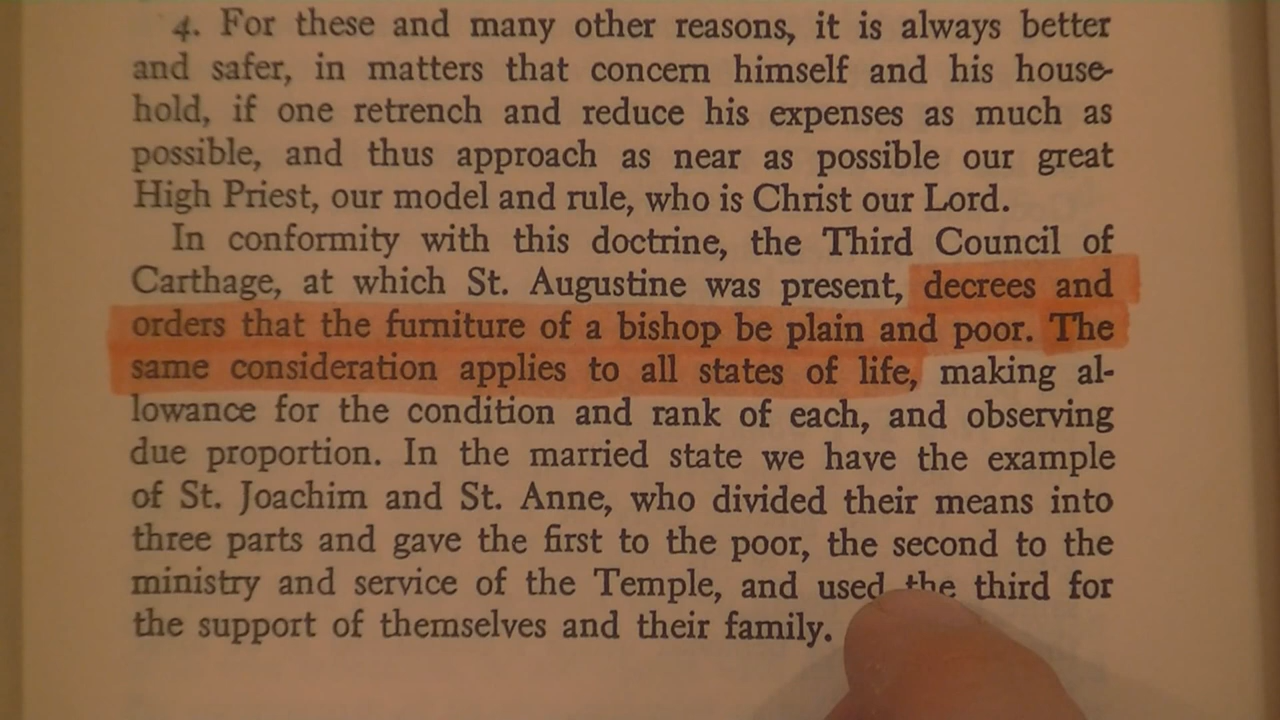 4. For these and many other reasons, it is always better
and safer, in matters that concern himself and his house-
hold, if one retrench and reduce his expenses as much as
possible, and thus approach as near as possible our great
High Priest, our model and rule, who is Christ our Lord.
In conformity with this doctrine, the Third Council of
Carthage, at which St. Augustine was present, decrees and
orders that the furniture of a bishop be plain and poor. The
same consideration applies to all states of life, making al-
lowance for the condition and rank of each, and observing
due proportion. In the married state we have the example
of St. Joachim and St. Anne, who divided their means into
three parts and gave the first to the poor, the second to the
ministry and service of the Temple, and used the third for
the support of themselves and their family.